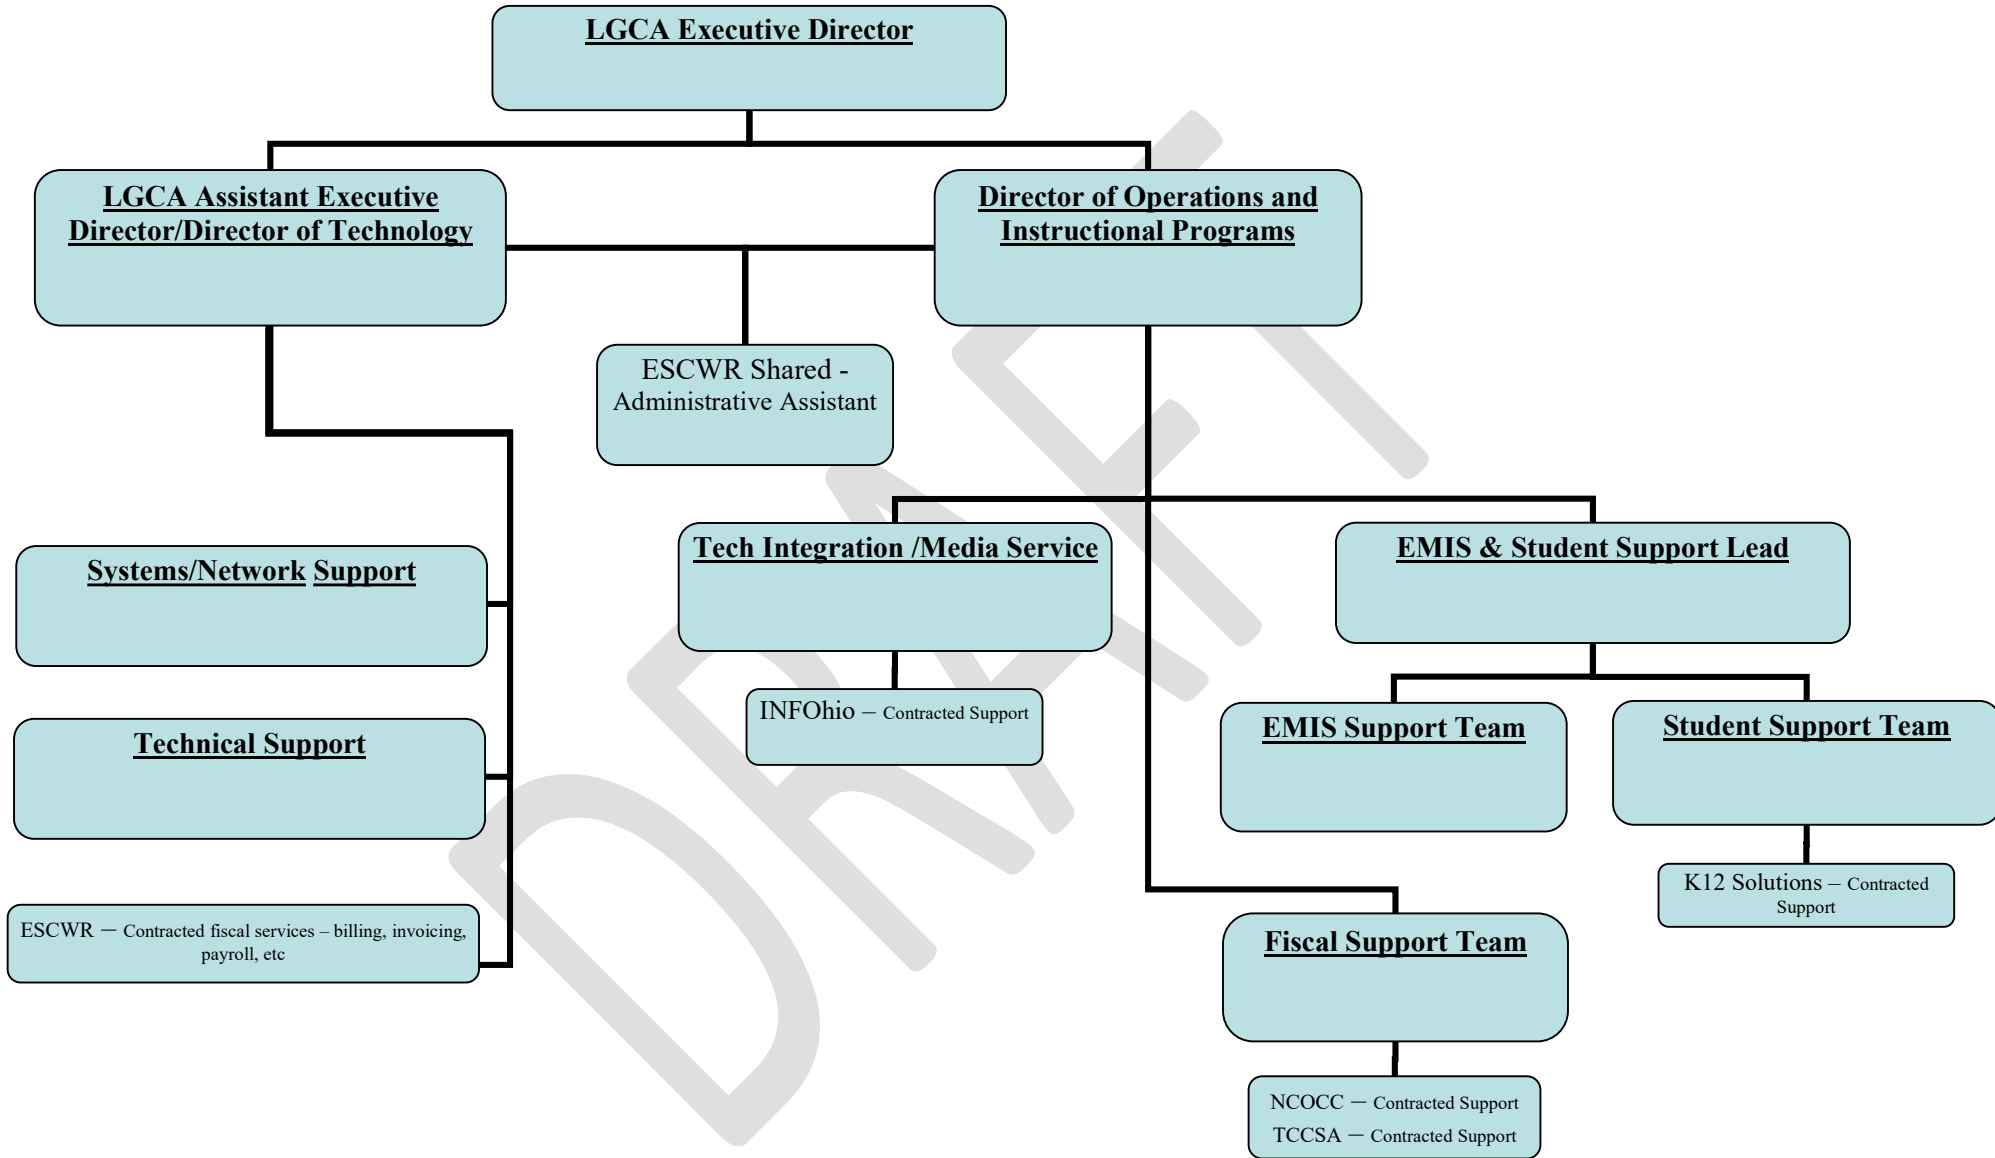 LGCA Executive Director
LGCA Assistant Executive
Director/Director of Technology
Director of Operations and
Instructional Programs
ESCWR Shared -
Administrative Assistant
Systems/Network Support
Tech Integration /Media Service
EMIS & Student Support Lead
INFOhio – Contracted Support
EMIS Support Team
Student Support Team
Technical Support
K12 Solutions – Contracted
Support
ESCWR – Contracted fiscal services – billing, invoicing,
payroll, etc
Fiscal Support Team
NCOCC – Contracted Support
TCCSA – Contracted Support
DRAFT